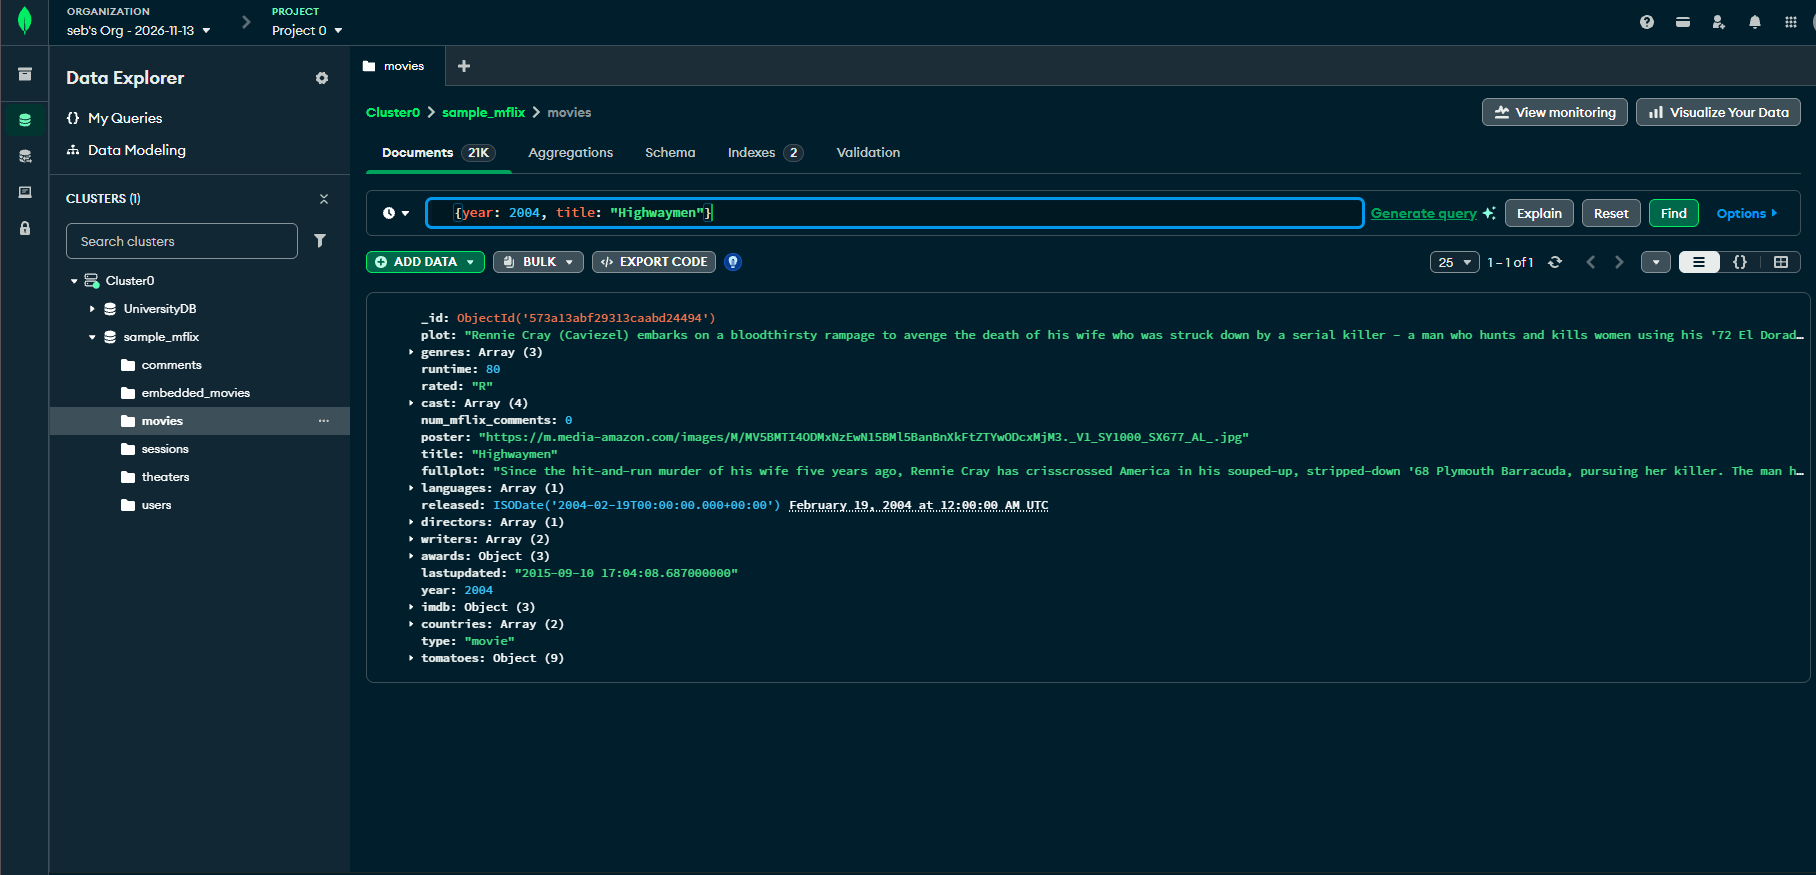 ORGANIZATION
seb's Org - 2026-11-13
PROJECT
Project 0
Data Explorer
My Queries
Data Modeling
CLUSTERS (1)
Search clusters
Cluster0
UniversityDB
sample_mflix
comments
embedded_movies
movies
sessions
theaters
users
movies
Cluster0 > sample_mflix > movies
View monitoring
Visualize Your Data
Documents 21K Aggregations Schema Indexes 2 Validation
{year: 2004, title: "Highwaymen"}
Generate query Explain Reset Find Options
ADD DATA BULK </> EXPORT CODE
25 1 – 1 of 1
_id: ObjectId('573a13abf29313caabd24494')
plot: "Rennie Cray (Caviezel) embarks on a bloodthirsty rampage to avenge the death of his wife who was struck down by a serial killer - a man who hunts and kills women using his '72 El Dorad…
genres: Array (3)
runtime: 80
rated: "R"
cast: Array (4)
num_mflix_comments: 0
poster: "https://m.media-amazon.com/images/M/MV5BMTI4ODMxNzEwN15BMl5BanBnXkFtZTYwODcxMjM3._V1_SY1000_SX677_AL_.jpg"
title: "Highwaymen"
fullplot: "Since the hit-and-run murder of his wife five years ago, Rennie Cray has crisscrossed America in his souped-up, stripped-down '68 Plymouth Barracuda, pursuing her killer. The man h…
languages: Array (1)
released: ISODate('2004-02-19T00:00:00.000+00:00') February 19, 2004 at 12:00:00 AM UTC
directors: Array (1)
writers: Array (2)
awards: Object (3)
lastupdated: "2015-09-10 17:04:08.687000000"
year: 2004
imdb: Object (3)
countries: Array (2)
type: "movie"
tomatoes: Object (9)